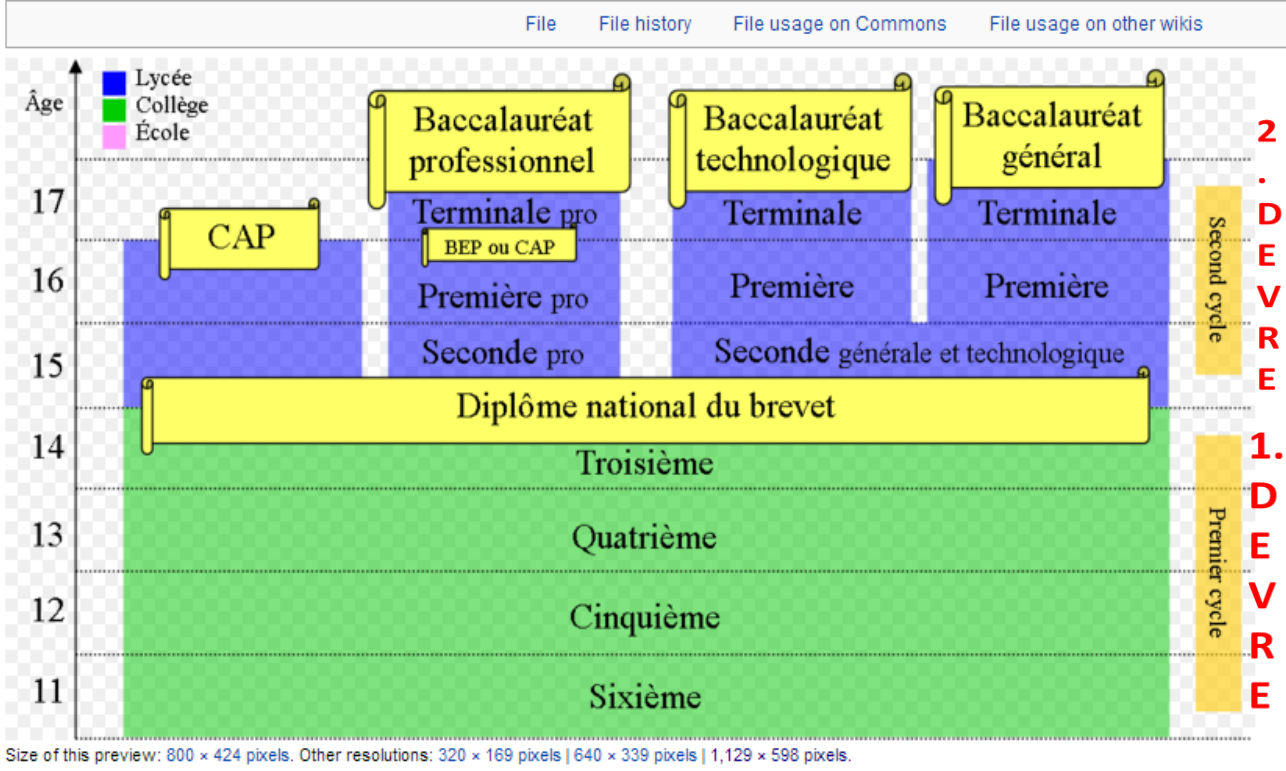 File File history File usage on Commons File usage on other wikis
Âge
Lycée
Collège
École
Baccalauréat
professionnel
Baccalauréat
technologique
Baccalauréat
général
17
CAP
Terminale pro
Terminale
Terminale
BEP ou CAP
16
Première pro
Première
Première
15
Seconde pro
Seconde générale et technologique
Second cycle
2.DEVRE
Diplôme national du brevet
14
Troisième
13
Quatrième
12
Cinquième
11
Sixième
Premier cycle
1.DEVRE
Size of this preview: 800 × 424 pixels. Other resolutions: 320 × 169 pixels | 640 × 339 pixels | 1,129 × 598 pixels.